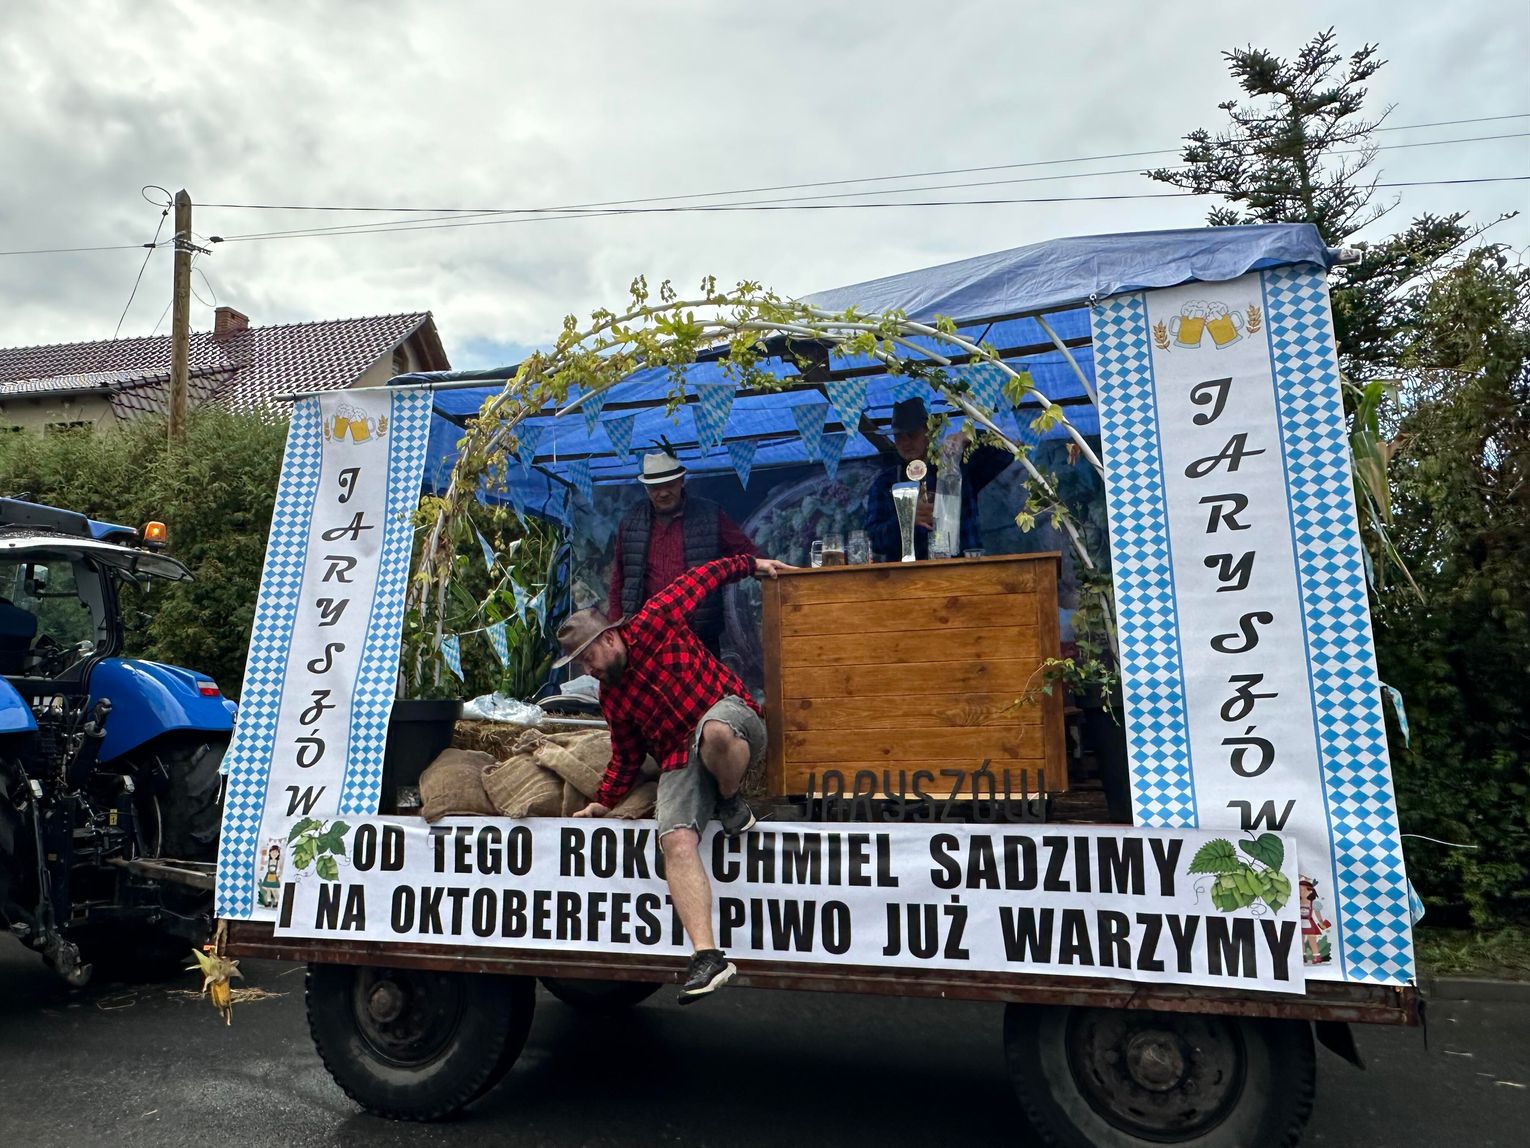 JARYSZÓW
JARYSZÓW
JARYSZÓW
OD TEGO ROKU CHMIEL SADZIMY
I NA OKTOBERFEST PIWO JUŻ WARZYMY